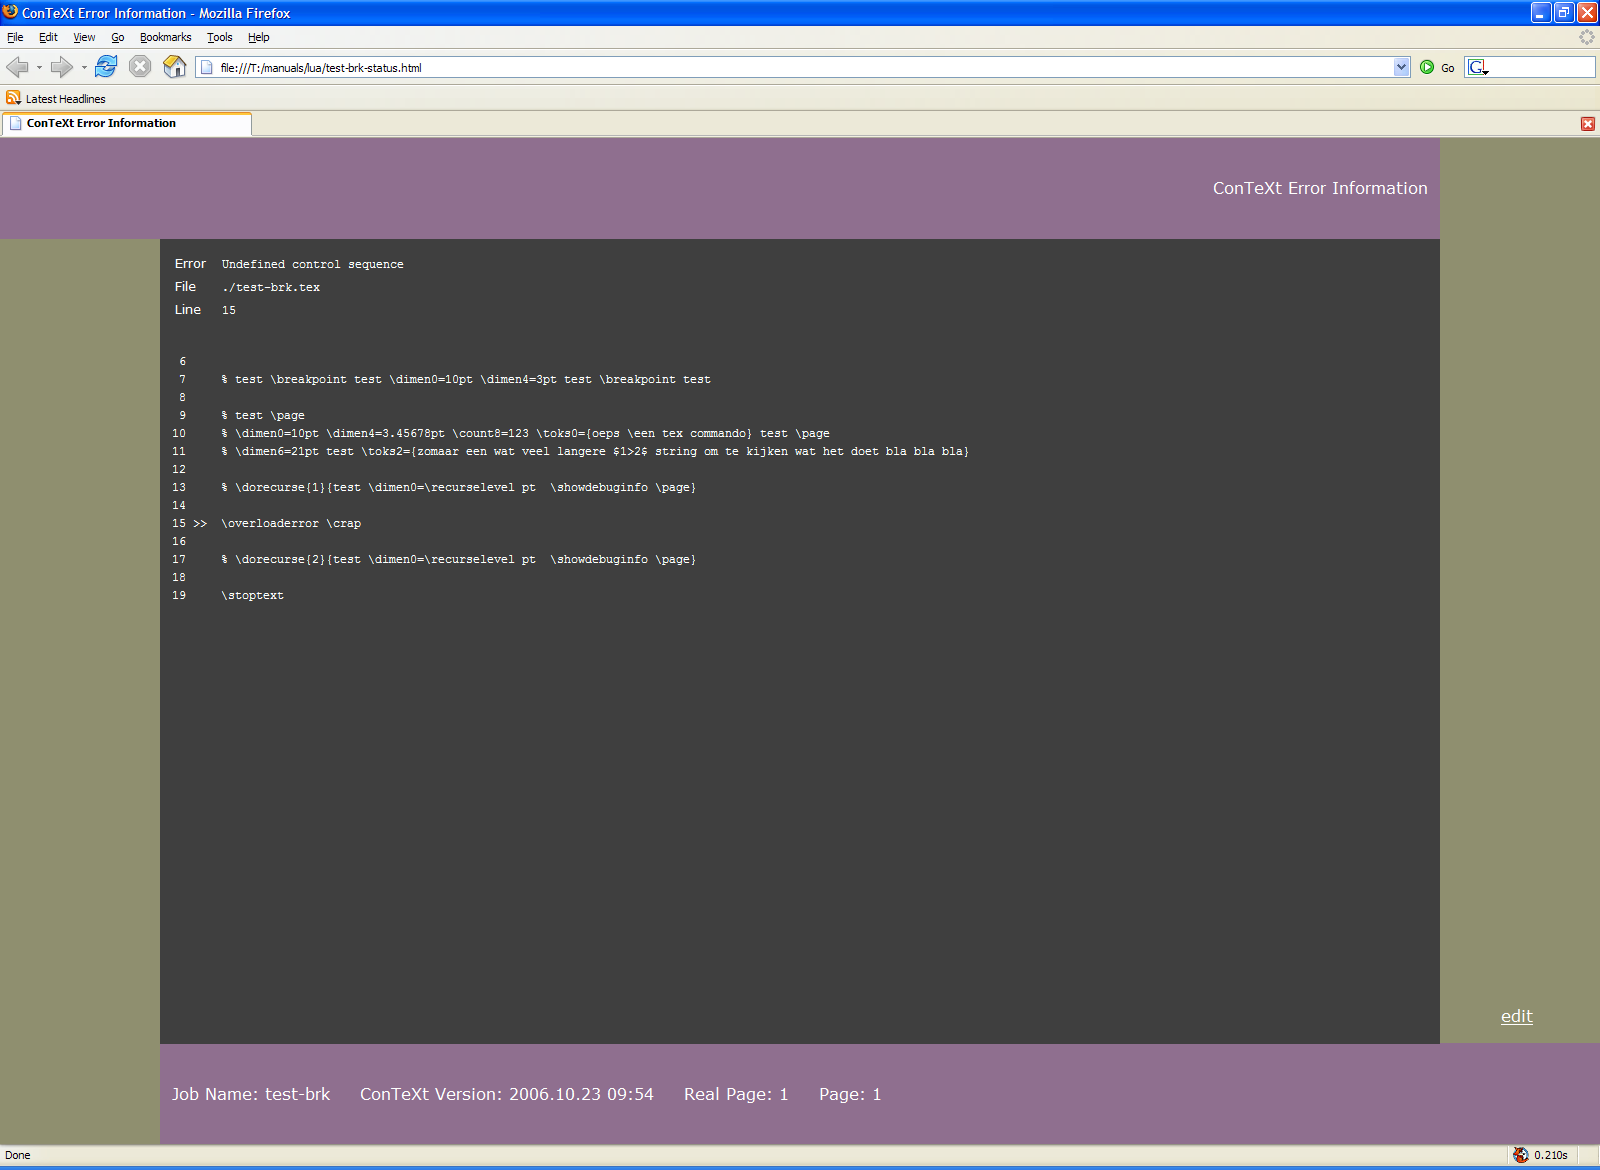 ConTeXt Error Information - Mozilla Firefox
File Edit View Go Bookmarks Tools Help
file:///T:/manuals/lua/test-brk-status.html Go G
Latest Headlines
ConTeXt Error Information
ConTeXt Error Information
Error Undefined control sequence
File ./test-brk.tex
Line 15
6
7 % test \breakpoint test \dimen0=10pt \dimen4=3pt test \breakpoint test
8
9 % test \page
10 % \dimen0=10pt \dimen4=3.45678pt \count8=123 \toks0={oeps \een tex commando} test \page
11 % \dimen6=21pt test \toks2={zomaar een wat veel langere $1>2$ string om te kijken wat het doet bla bla bla}
12
13 % \dorecurse{1}{test \dimen0=\recurselevel pt  \showdebuginfo \page}
14
15 >> \overloaderror \crap
16
17 % \dorecurse{2}{test \dimen0=\recurselevel pt  \showdebuginfo \page}
18
19 \stoptext
edit
Job Name: test-brk ConTeXt Version: 2006.10.23 09:54 Real Page: 1 Page: 1
Done 0.210s